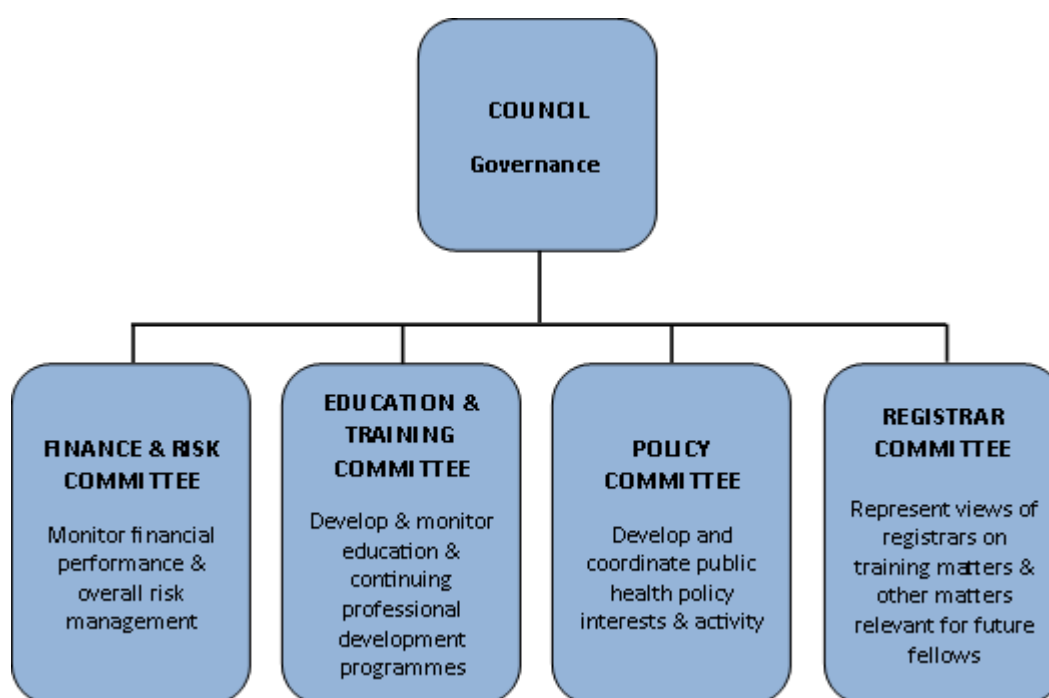 COUNCIL
Governance
FINANCE & RISK
COMMITTEE
Monitor financial
performance &
overall risk
management
EDUCATION &
TRAINING
COMMITTEE
Develop & monitor
education &
continuing
professional
development
programmes
POLICY
COMMITTEE
Develop and
coordinate public
health policy
interests & activity
REGISTRAR
COMMITTEE
Represent views of
registrars on
training matters &
other matters
relevant for future
fellows